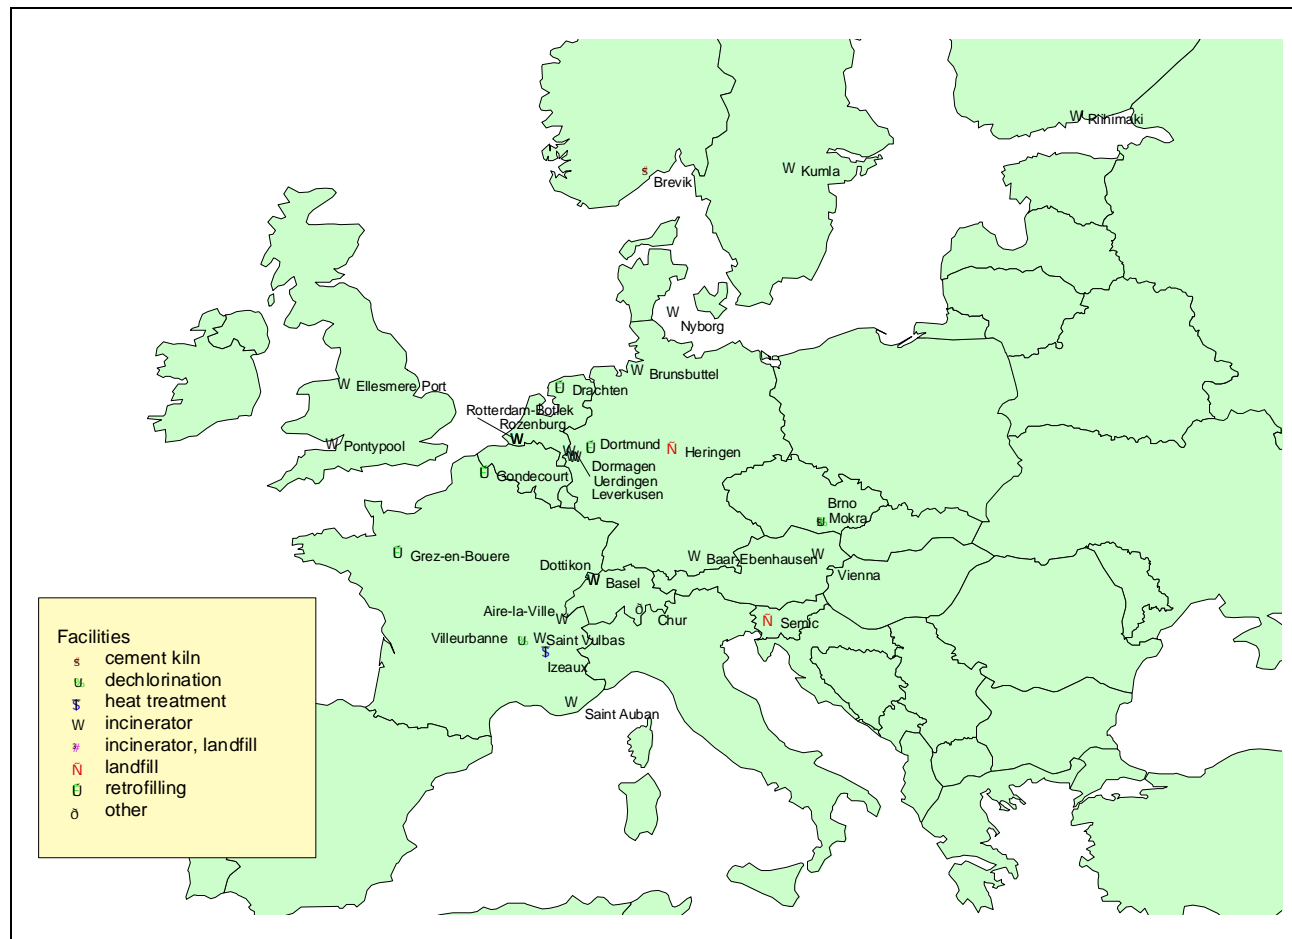 W Riihimaki
W Kumla
š Brevik
W
Nyborg
W Brunsbuttel
W Ellesmere Port
Ü Drachten
Rotterdam-Botlek
Rozenburg
W
W Pontypool
Ü Dortmund
Ñ Heringen
W
W
Dormagen
Uerdingen
Leverkusen
Ü Gondecourt
Brno
Mokra
Ü Grez-en-Bouere
W Baar-Ebenhausen W
Vienna
Dottikon
W Basel
Aire-la-Ville W
ð
Chur
Ñ Semic
Villeurbanne ‰ W Saint Vulbas
$
Izeaux
W
Saint Auban
Facilities
š cement kiln
‰ dechlorination
$ heat treatment
W incinerator
# incinerator, landfill
Ñ landfill
Ü retrofilling
ð other